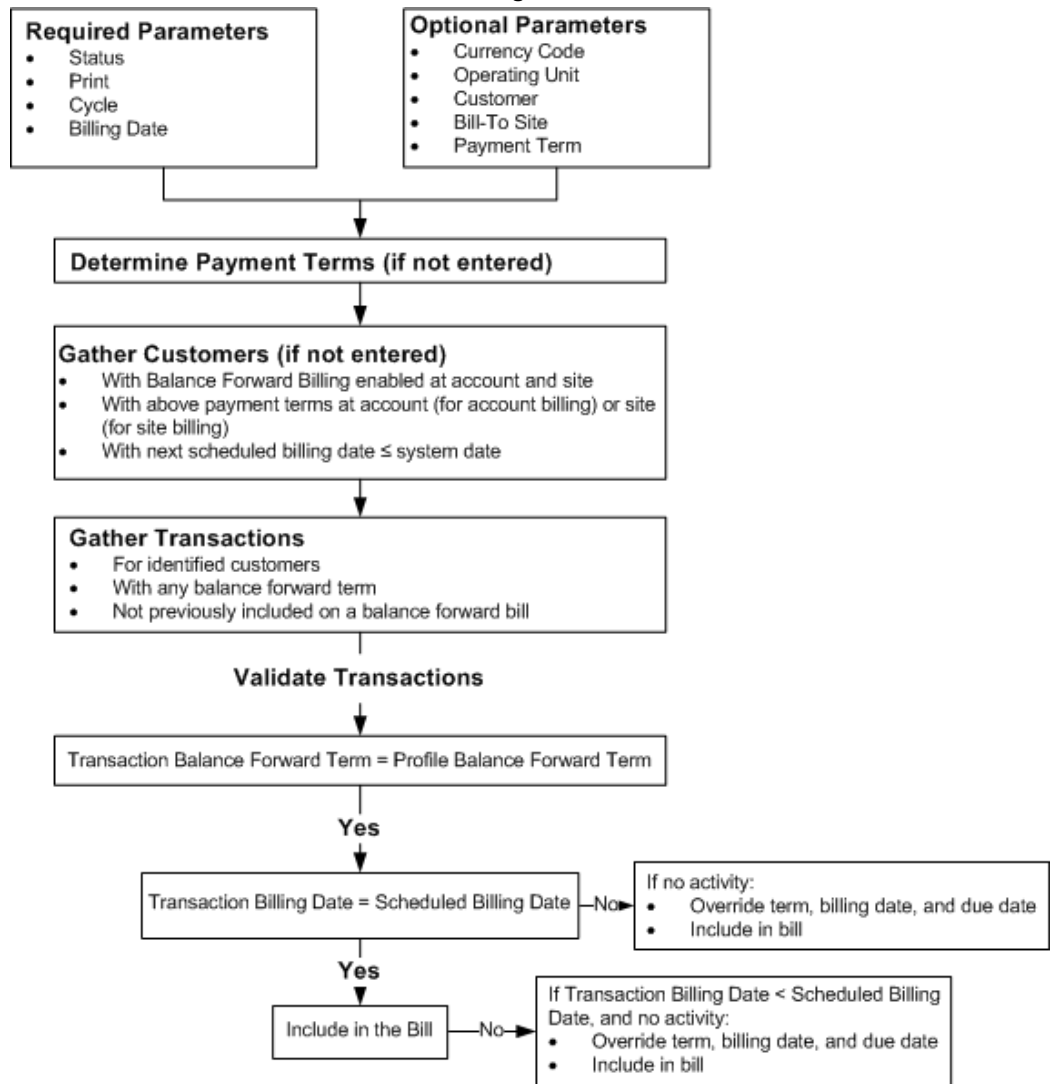 Required Parameters
• Status
• Print
• Cycle
• Billing Date
Optional Parameters
• Currency Code
• Operating Unit
• Customer
• Bill-To Site
• Payment Term
Determine Payment Terms (if not entered)
Gather Customers (if not entered)
• With Balance Forward Billing enabled at account and site
• With above payment terms at account (for account billing) or site
(for site billing)
• With next scheduled billing date ≤ system date
Gather Transactions
• For identified customers
• With any balance forward term
• Not previously included on a balance forward bill
Validate Transactions
Transaction Balance Forward Term = Profile Balance Forward Term
Yes
Transaction Billing Date = Scheduled Billing Date
No
If no activity:
• Override term, billing date, and due date
• Include in bill
Yes
Include in the Bill
No
If Transaction Billing Date < Scheduled Billing
Date, and no activity:
• Override term, billing date, and due date
• Include in bill